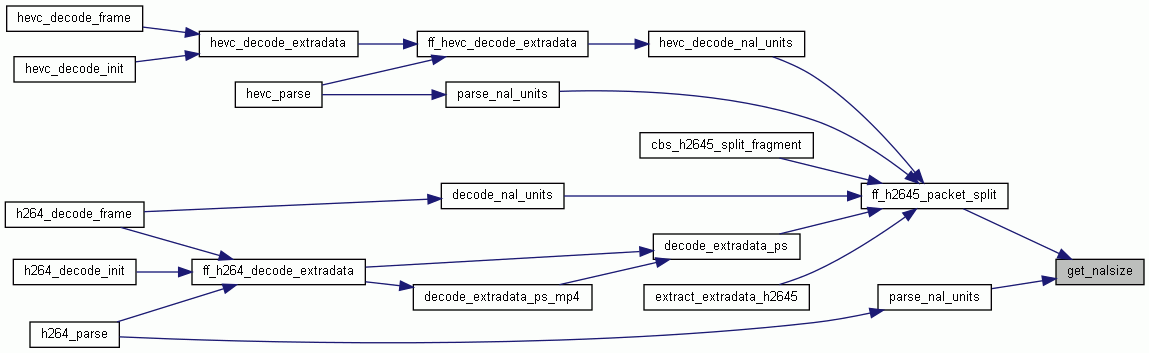 hevc_decode_frame
hevc_decode_extradata
ff_hevc_decode_extradata
hevc_decode_nal_units
hevc_decode_init
hevc_parse
parse_nal_units
cbs_h2645_split_fragment
decode_nal_units
ff_h2645_packet_split
h264_decode_frame
decode_extradata_ps
h264_decode_init
ff_h264_decode_extradata
get_nalsize
decode_extradata_ps_mp4
extract_extradata_h2645
parse_nal_units
h264_parse